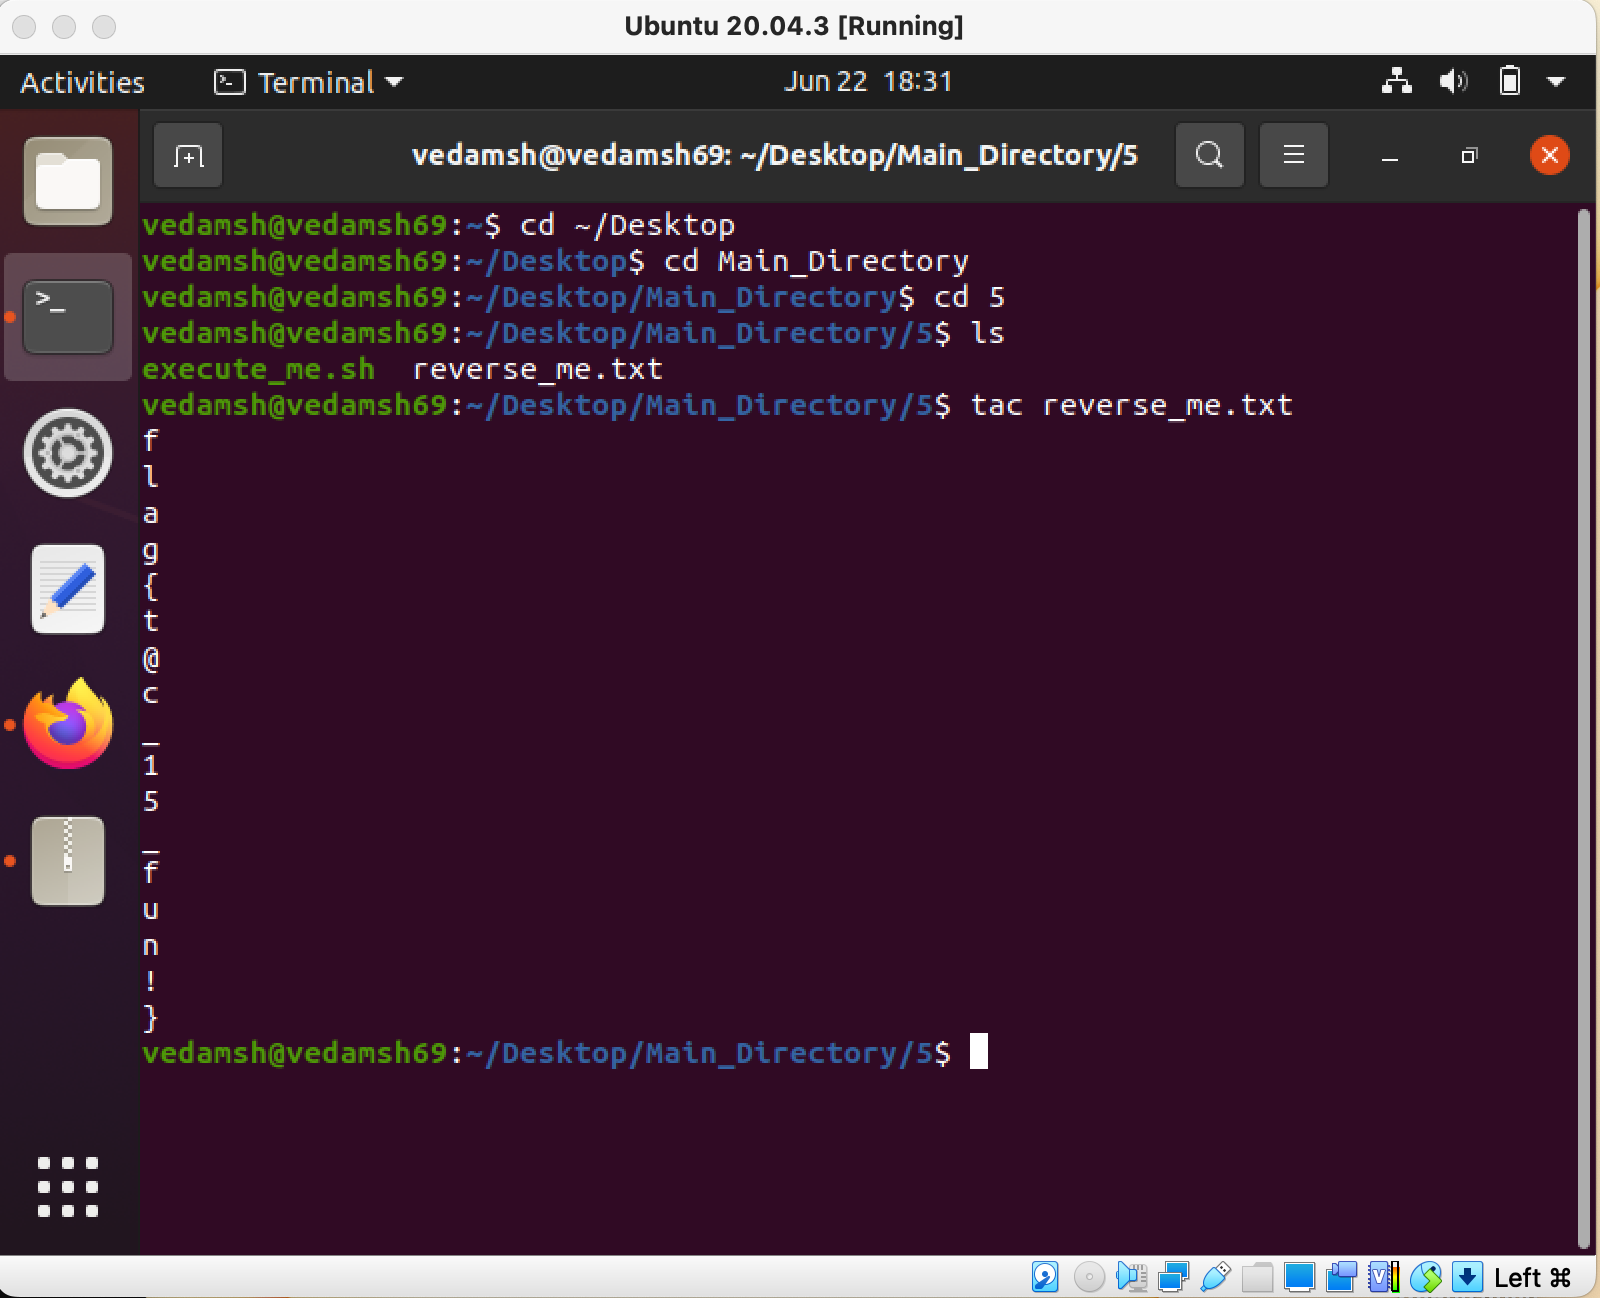 Ubuntu 20.04.3 [Running]
Activities Terminal Jun 22 18:31
vedamsh@vedamsh69: ~/Desktop/Main_Directory/5
vedamsh@vedamsh69:~$ cd ~/Desktop
vedamsh@vedamsh69:~/Desktop$ cd Main_Directory
vedamsh@vedamsh69:~/Desktop/Main_Directory$ cd 5
vedamsh@vedamsh69:~/Desktop/Main_Directory/5$ ls
execute_me.sh  reverse_me.txt
vedamsh@vedamsh69:~/Desktop/Main_Directory/5$ tac reverse_me.txt
f
l
a
g
{
t
@
c
_
1
5
_
f
u
n
!
}
vedamsh@vedamsh69:~/Desktop/Main_Directory/5$
Left ⌘